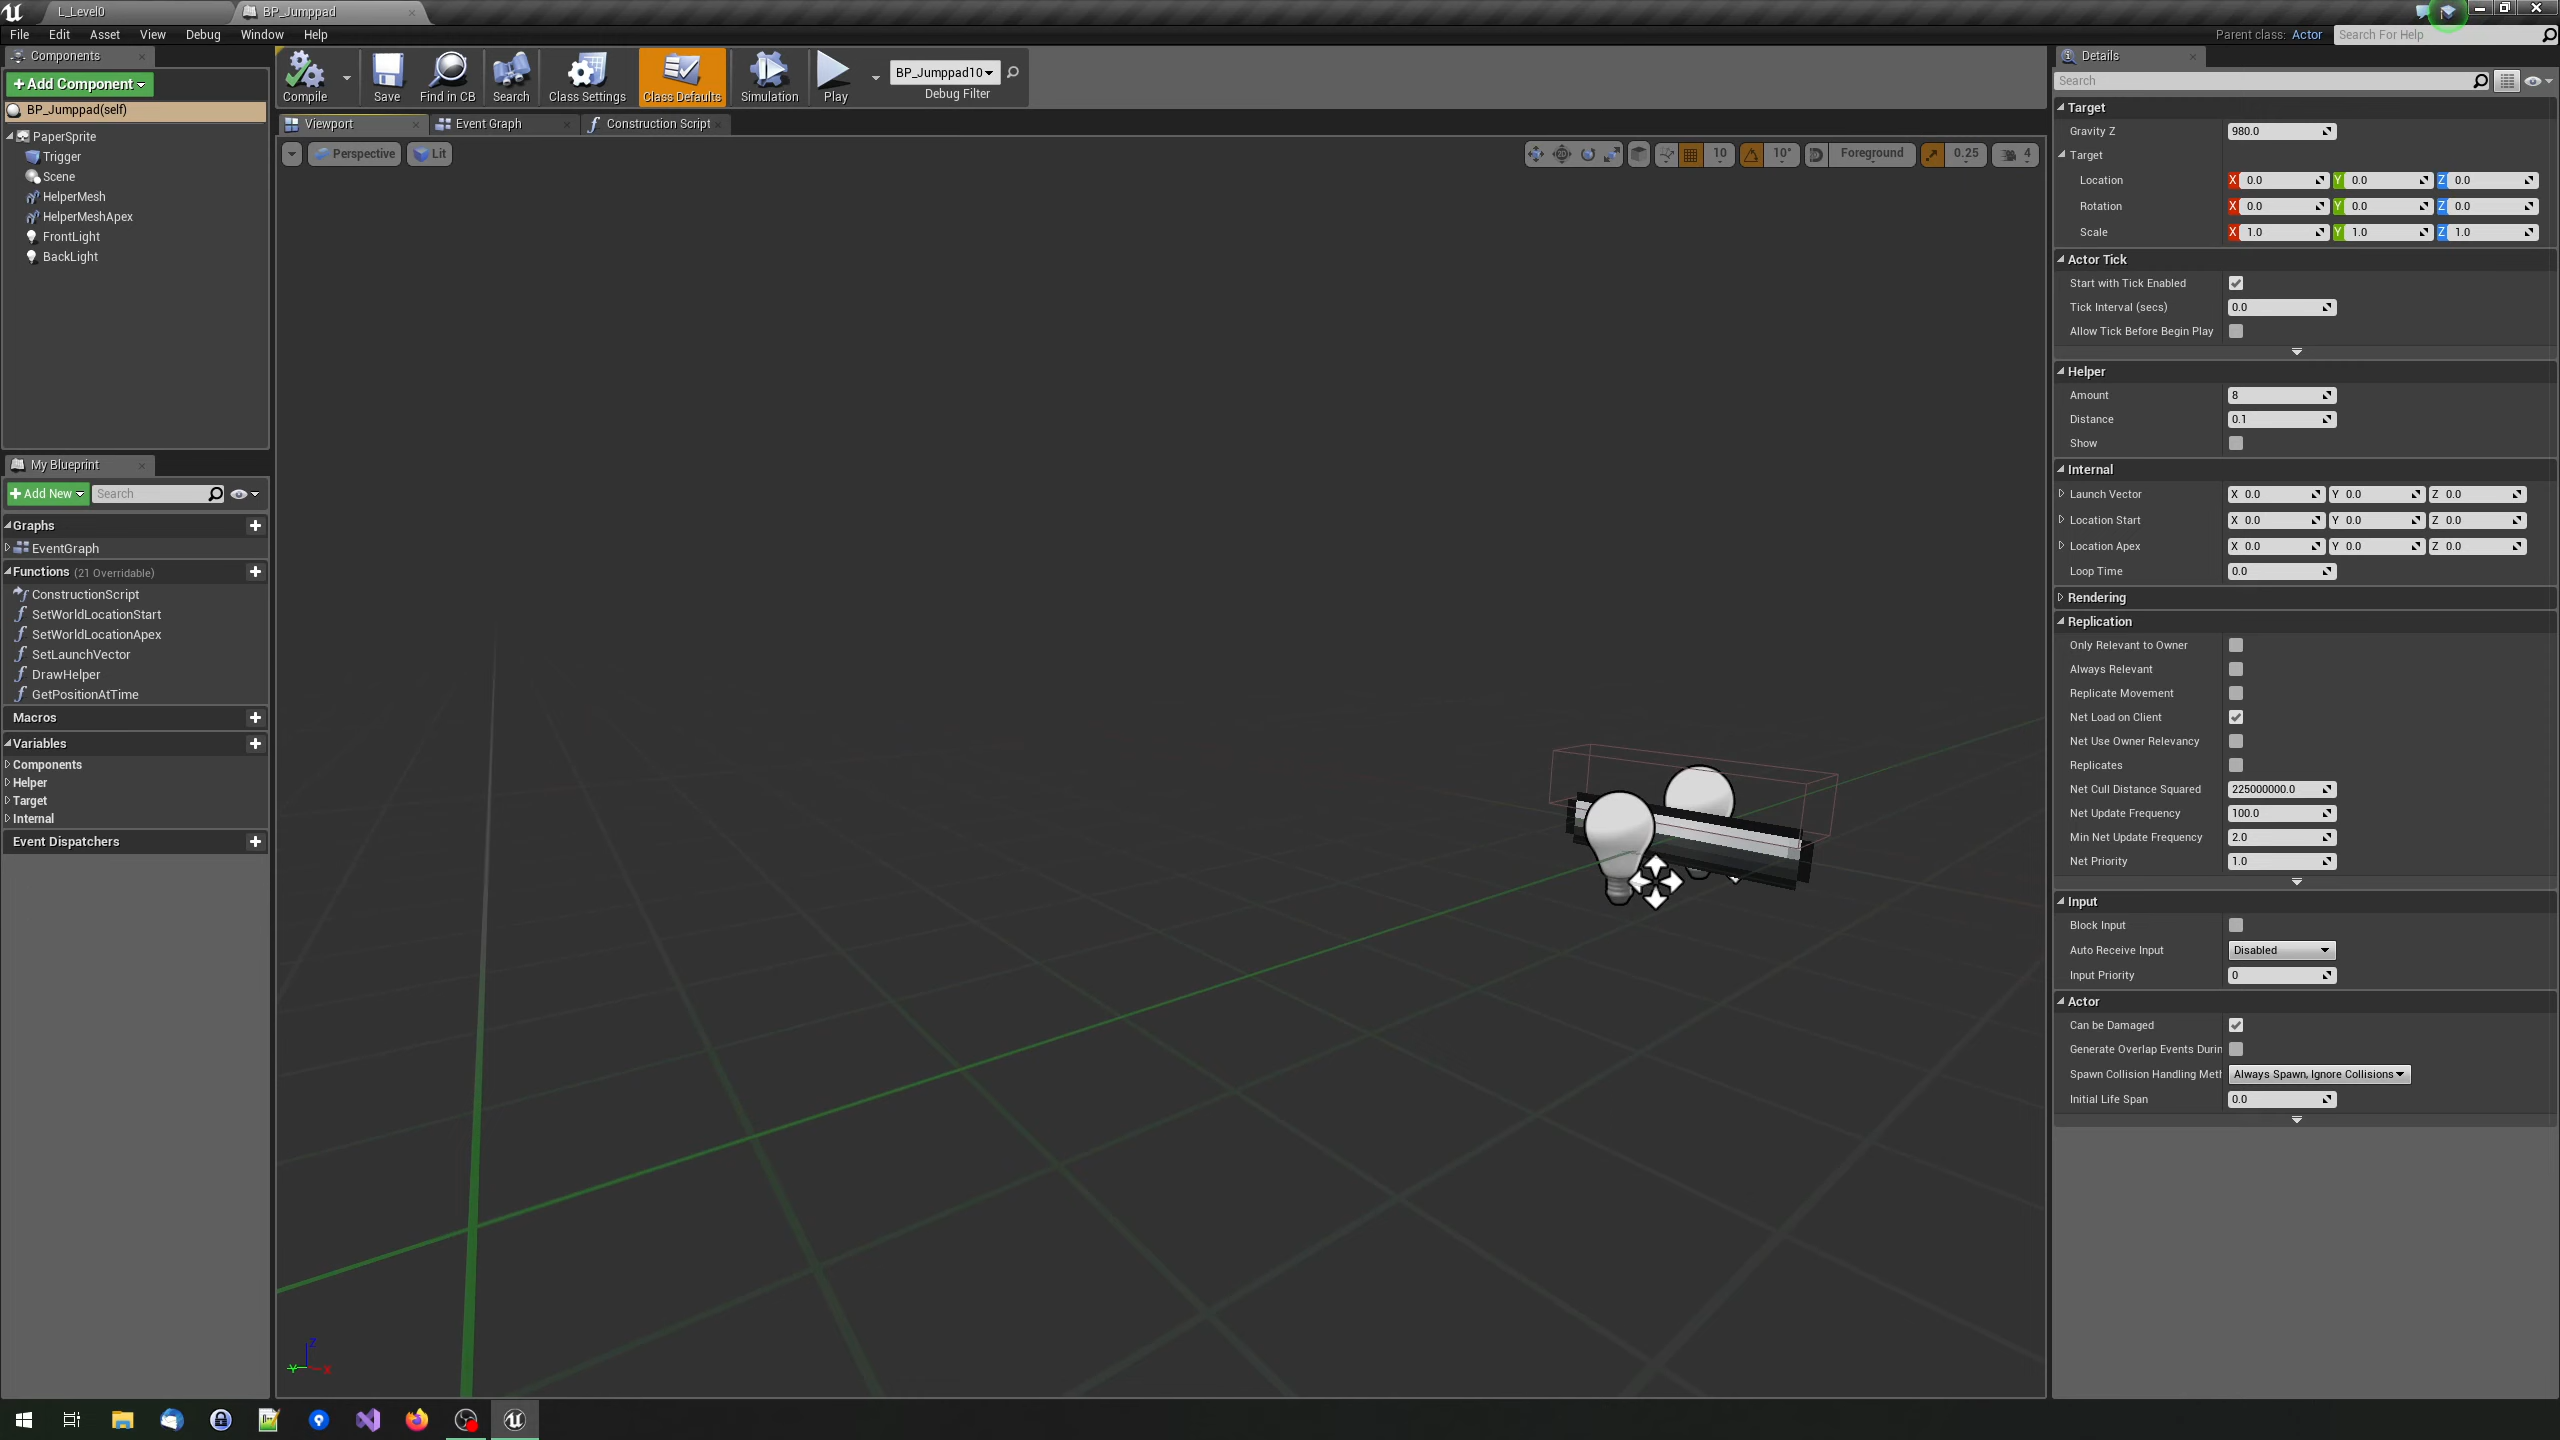 L_Level0
BP_Jumppad
File Edit Asset View Debug Window Help
Parent class: Actor
Search For Help
Components
+Add Component
BP_Jumppad(self)
PaperSprite
Trigger
Scene
HelperMesh
HelperMeshApex
FrontLight
BackLight
My Blueprint
+Add New
Search
Graphs
EventGraph
Functions (21 Overridable)
ConstructionScript
SetWorldLocationStart
SetWorldLocationApex
SetLaunchVector
DrawHelper
GetPositionAtTime
Macros
Variables
Components
Helper
Target
Internal
Event Dispatchers
Compile
Save
Find in CB
Search
Class Settings
Class Defaults
Simulation
Play
BP_Jumppad10
Debug Filter
Viewport
Event Graph
Construction Script
Perspective
Lit
10
10°
Foreground
0.25
4
Z
Y
X
Details
Search
Target
Gravity Z 980.0
Target
Location X 0.0 Y 0.0 Z 0.0
Rotation X 0.0 Y 0.0 Z 0.0
Scale X 1.0 Y 1.0 Z 1.0
Actor Tick
Start with Tick Enabled
Tick Interval (secs) 0.0
Allow Tick Before Begin Play
Helper
Amount 8
Distance 0.1
Show
Internal
Launch Vector X 0.0 Y 0.0 Z 0.0
Location Start X 0.0 Y 0.0 Z 0.0
Location Apex X 0.0 Y 0.0 Z 0.0
Loop Time 0.0
Rendering
Replication
Only Relevant to Owner
Always Relevant
Replicate Movement
Net Load on Client
Net Use Owner Relevancy
Replicates
Net Cull Distance Squared 225000000.0
Net Update Frequency 100.0
Min Net Update Frequency 2.0
Net Priority 1.0
Input
Block Input
Auto Receive Input Disabled
Input Priority 0
Actor
Can be Damaged
Generate Overlap Events Durin
Spawn Collision Handling Meth Always Spawn, Ignore Collisions
Initial Life Span 0.0